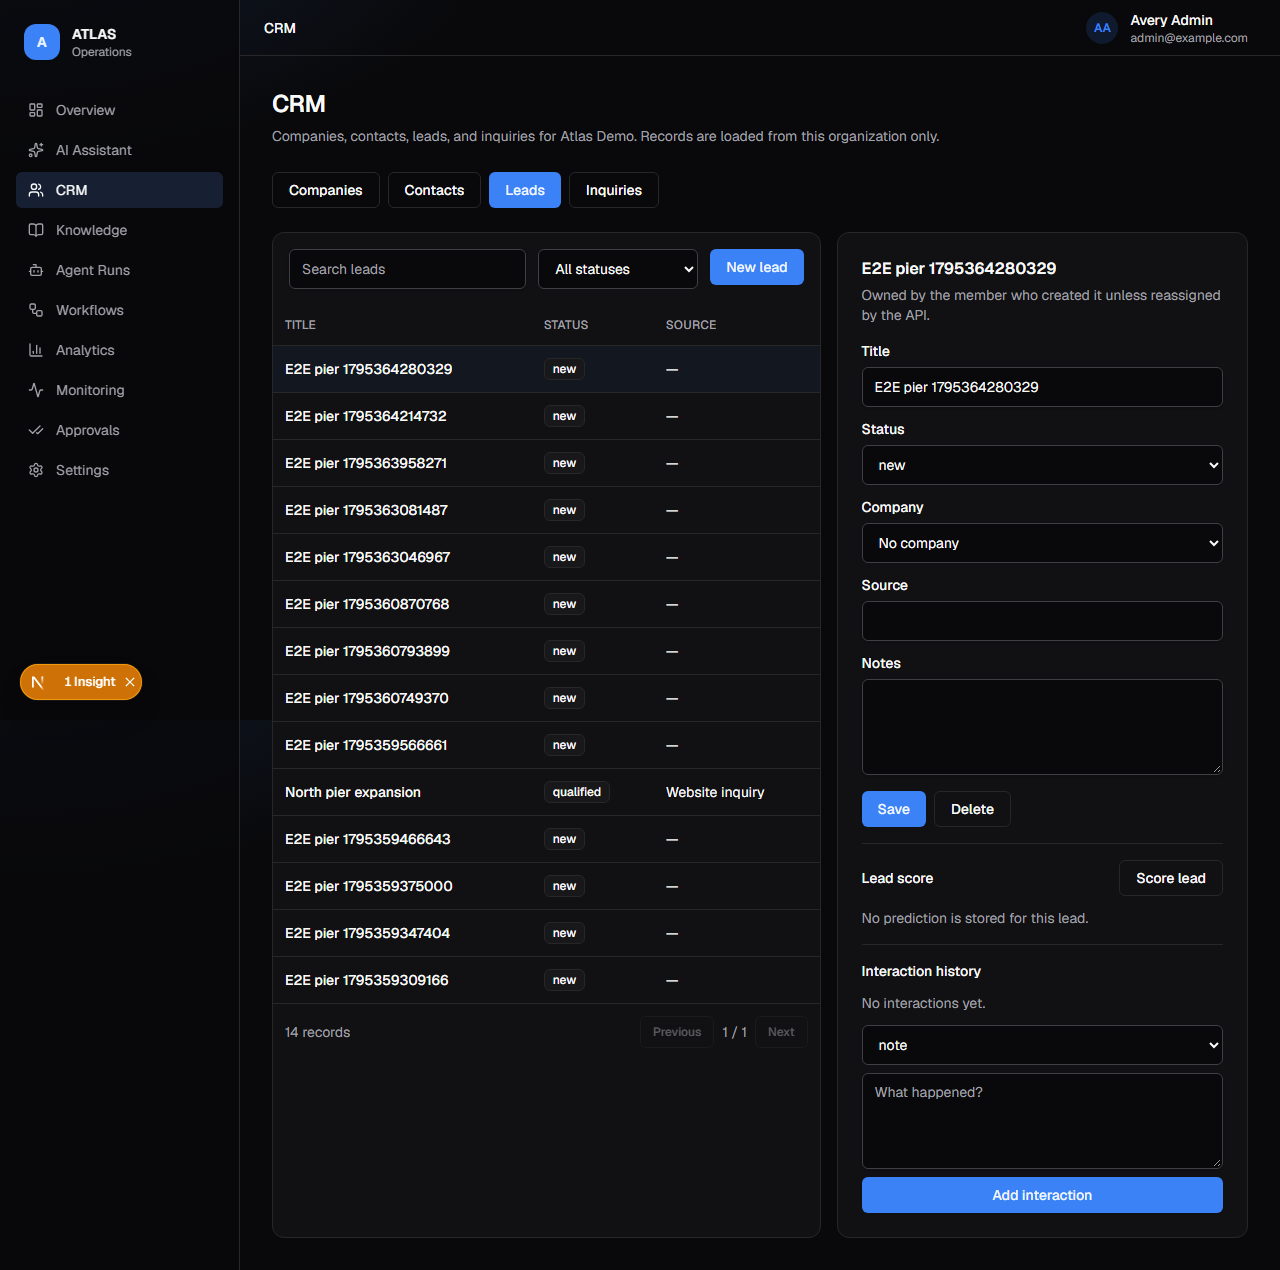 A
ATLAS
Operations
Overview
AI Assistant
CRM
Knowledge
Agent Runs
Workflows
Analytics
Monitoring
Approvals
Settings
1 Insight
CRM
AA
Avery Admin
admin@example.com
CRM
Companies, contacts, leads, and inquiries for Atlas Demo. Records are loaded from this organization only.
Companies
Contacts
Leads
Inquiries
Search leads
All statuses
New lead
TITLE STATUS SOURCE
E2E pier 1795364280329 new —
E2E pier 1795364214732 new —
E2E pier 1795363958271 new —
E2E pier 1795363081487 new —
E2E pier 1795363046967 new —
E2E pier 1795360870768 new —
E2E pier 1795360793899 new —
E2E pier 1795360749370 new —
E2E pier 1795359566661 new —
North pier expansion qualified Website inquiry
E2E pier 1795359466643 new —
E2E pier 1795359375000 new —
E2E pier 1795359347404 new —
E2E pier 1795359309166 new —
14 records
Previous 1 / 1 Next
E2E pier 1795364280329
Owned by the member who created it unless reassigned
by the API.
Title
E2E pier 1795364280329
Status
new
Company
No company
Source
Notes
Save
Delete
Lead score
Score lead
No prediction is stored for this lead.
Interaction history
No interactions yet.
note
What happened?
Add interaction